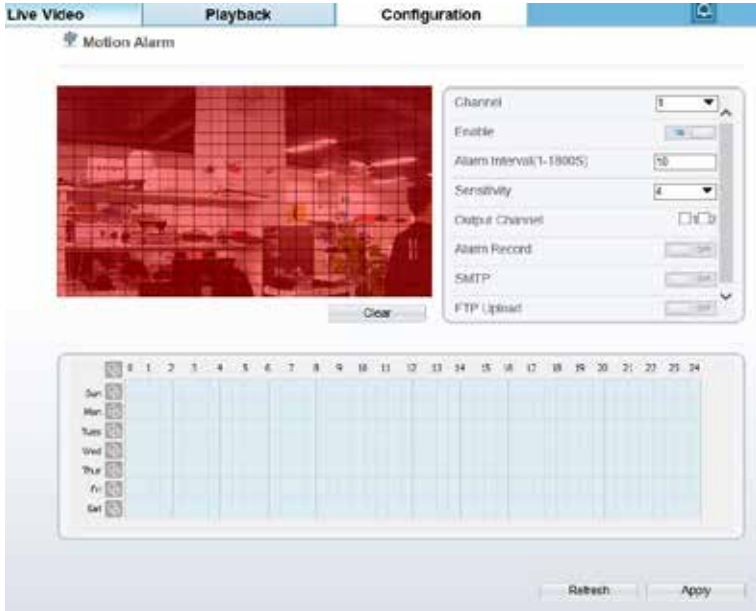 Live Video Playback Configuration
Motion Alarm
Channel 1
Enable
Alarm Interval(1-1800S) 10
Sensitivity 4
Output Channel
Alarm Record
SMTP
FTP Upload
Clear
0 1 2 3 4 5 6 7 8 9 10 11 12 13 14 15 16 17 18 19 20 21 22 23 24
Sun
Mon
Tues
Wed
Thur
Fri
Sat
Refresh Apply